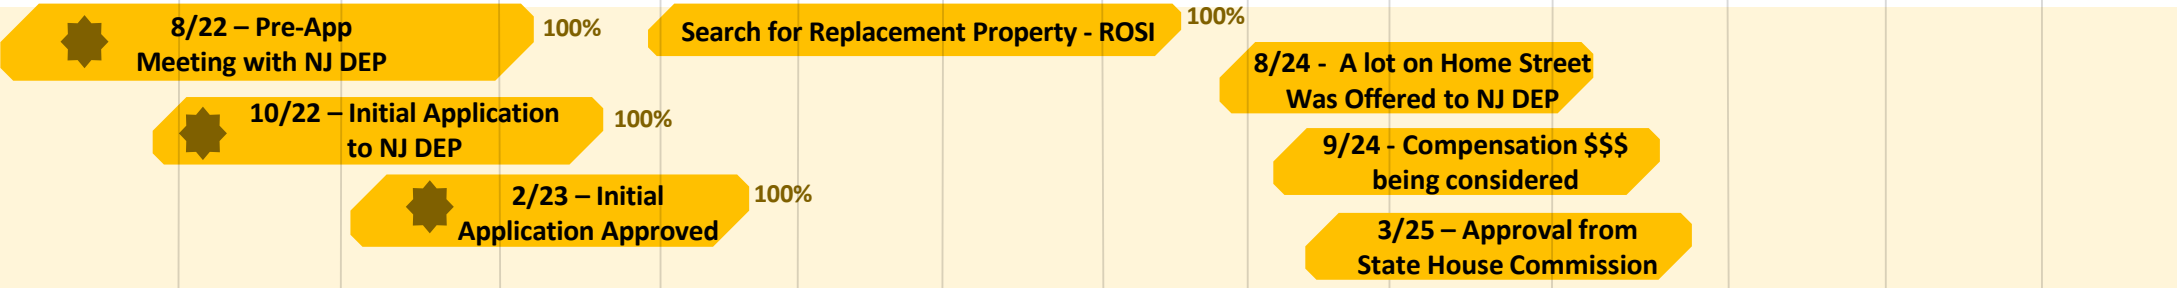 8/22 – Pre-App
Meeting with NJ DEP
100%
10/22 – Initial Application
to NJ DEP
100%
2/23 – Initial
Application Approved
100%
Search for Replacement Property - ROSI
100%
8/24 -  A lot on Home Street
Was Offered to NJ DEP
9/24 - Compensation $$$
being considered
3/25 – Approval from
State House Commission